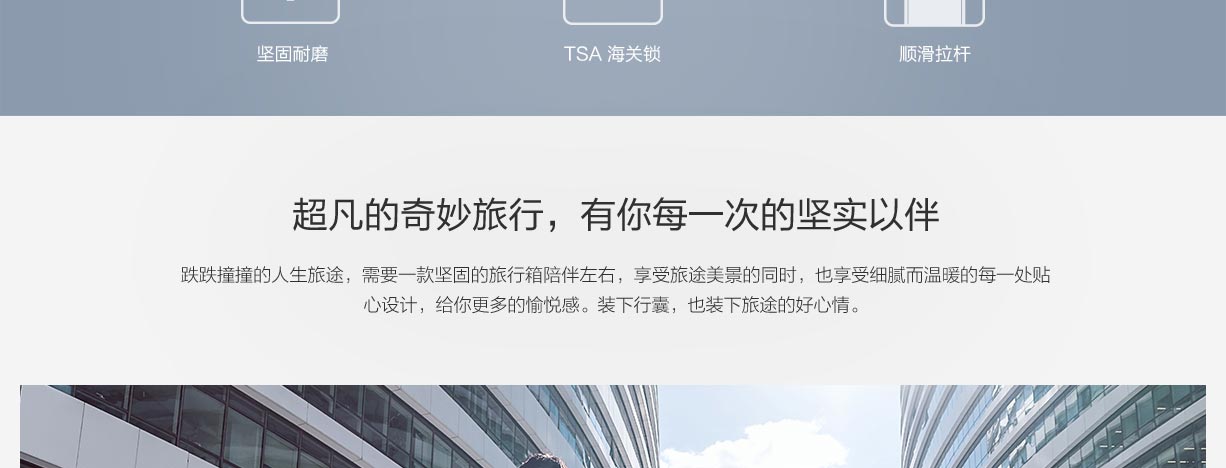 坚固耐磨
TSA 海关锁
顺滑拉杆
超凡的奇妙旅行，有你每一次的坚实以伴
跌跌撞撞的人生旅途，需要一款坚固的旅行箱陪伴左右，享受旅途美景的同时，也享受细腻而温暖的每一处贴
心设计，给你更多的愉悦感。装下行囊，也装下旅途的好心情。